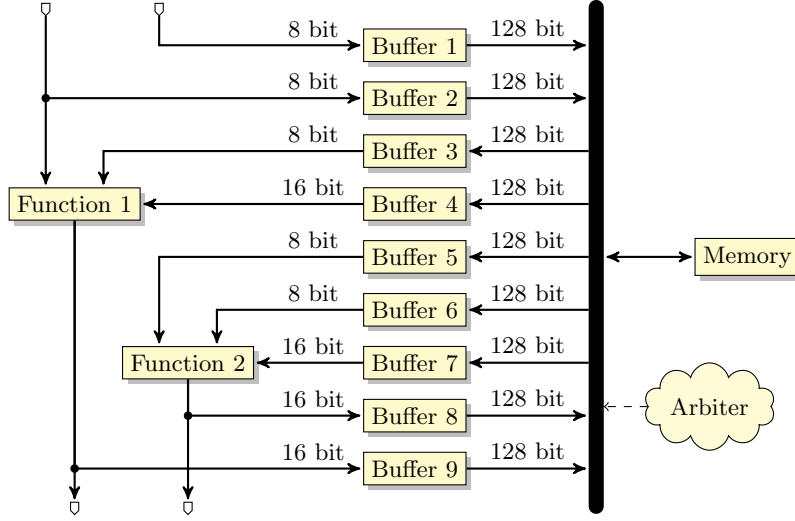 8 bit Buffer 1 128 bit
8 bit Buffer 2 128 bit
8 bit Buffer 3 128 bit
Function 1 16 bit Buffer 4 128 bit
8 bit Buffer 5 128 bit
Memory
8 bit Buffer 6 128 bit
Function 2 16 bit Buffer 7 128 bit
16 bit Buffer 8 128 bit
Arbiter
16 bit Buffer 9 128 bit